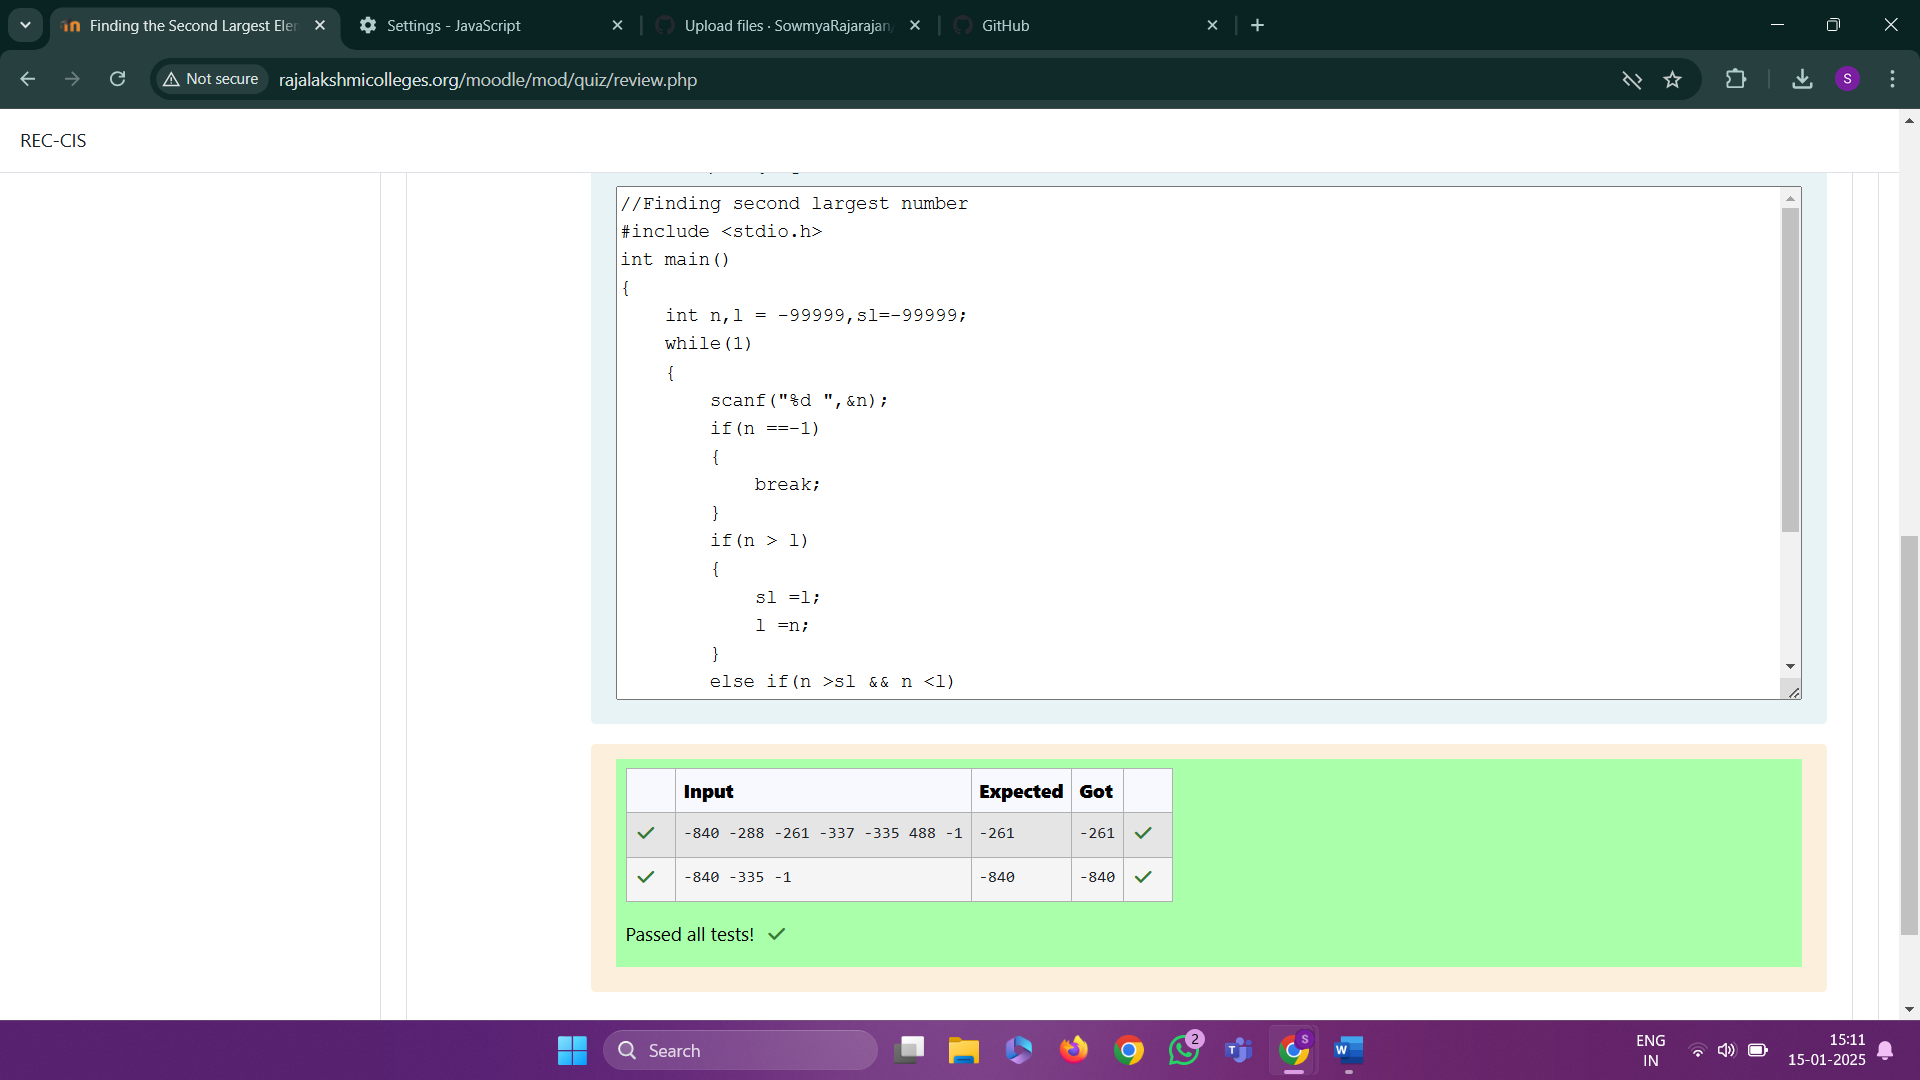 Finding the Second Largest Elen
Settings - JavaScript
Upload files · SowmyaRajarajan
GitHub
Not secure
rajalakshmicolleges.org/moodle/mod/quiz/review.php
S
REC-CIS
//Finding second largest number
#include <stdio.h>
int main()
{
    int n,l = -99999,sl=-99999;
    while(1)
    {
        scanf("%d ",&n);
        if(n ==-1)
        {
            break;
        }
        if(n > l)
        {
            sl =l;
            l =n;
        }
        else if(n >sl && n <l)
Input Expected Got
-840 -288 -261 -337 -335 488 -1 -261 -261
-840 -335 -1 -840 -840
Passed all tests!
Search
2
S
ENG
IN
15:11
15-01-2025